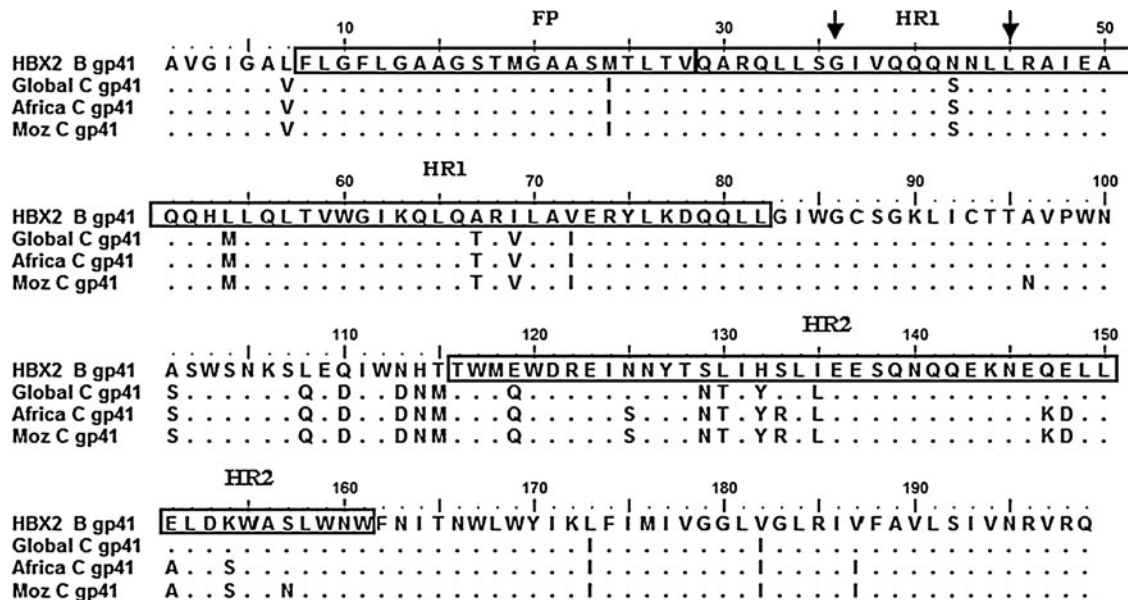 FP HR1
10 20 30 40 50
HBX2 B gp41 A V G I G A L F L G F L G A A G S T M G A A S M T L T V Q A R Q L L S G I V Q Q Q N N L L R A I E A
Global C gp41 . . . . . . V . . . . . . . . . . . . . . . . I . . . . . . . . . . . . . . . . . S . . . . . . . .
Africa C gp41 . . . . . . V . . . . . . . . . . . . . . . . I . . . . . . . . . . . . . . . . . S . . . . . . . .
Moz C gp41 . . . . . . V . . . . . . . . . . . . . . . . I . . . . . . . . . . . . . . . . . S . . . . . . . .
HR1
60 70 80 90 100
HBX2 B gp41 Q Q H L L Q L T V W G I K Q L Q A R I L A V E R Y L K D Q Q L L G I W G C S G K L I C T T A V P W N
Global C gp41 . . . M . . . . . . . . . . . . T . V . . I . . . . . . . . . . . . . . . . . . . . . . . . . . . .
Africa C gp41 . . . M . . . . . . . . . . . . T . V . . I . . . . . . . . . . . . . . . . . . . . . . . . . . . .
Moz C gp41 . . . M . . . . . . . . . . . . T . V . . I . . . . . . . . . . . . . . . . . . . . . . . N . . . .
HR2
110 120 130 140 150
HBX2 B gp41 A S W S N K S L E Q I W N H T T W M E W D R E I N N Y T S L I H S L I E E S Q N Q Q E K N E Q E L L
Global C gp41 S . . . . . . Q . D . . D N M . . . Q . . . . . . . . . N T . Y . . L . . . . . . . . . . . . . . .
Africa C gp41 S . . . . . . Q . D . . D N M . . . Q . . . . . S . . . N T . Y R . L . . . . . . . . . . . K D . .
Moz C gp41 S . . . . . . Q . D . . D N M . . . Q . . . . . S . . . N T . Y R . L . . . . . . . . . . . K D . .
HR2
160 170 180 190
HBX2 B gp41 E L D K W A S L W N W F N I T N W L W Y I K L F I M I V G G L V G L R I V F A V L S I V N R V R Q
Global C gp41 . . . . . . . . . . . . . . . . . . . . . . I . . . . . . . . I . . . . . . . . . . . . . . . . .
Africa C gp41 A . . S . . . . . . . . . . . . . . . . . . I . . . . . . . . I . . . . I . . . . . . . . . . . .
Moz C gp41 A . . S . . N . . . . . . . . . . . . . . . I . . . . . . . . I . . . . I . . . . . . . . . . . .